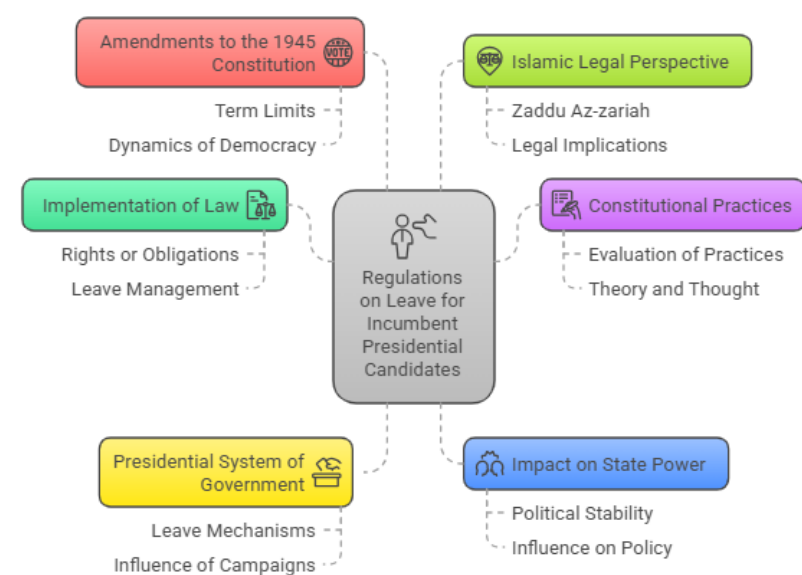 Amendments to the 1945
Constitution
VOTE
Term Limits
Dynamics of Democracy
Islamic Legal Perspective
Zaddu Az-zariah
Legal Implications
Implementation of Law
Rights or Obligations
Leave Management
Constitutional Practices
Evaluation of Practices
Theory and Thought
Regulations
on Leave for
Incumbent
Presidential
Candidates
Presidential System of
Government
Leave Mechanisms
Influence of Campaigns
Impact on State Power
Political Stability
Influence on Policy